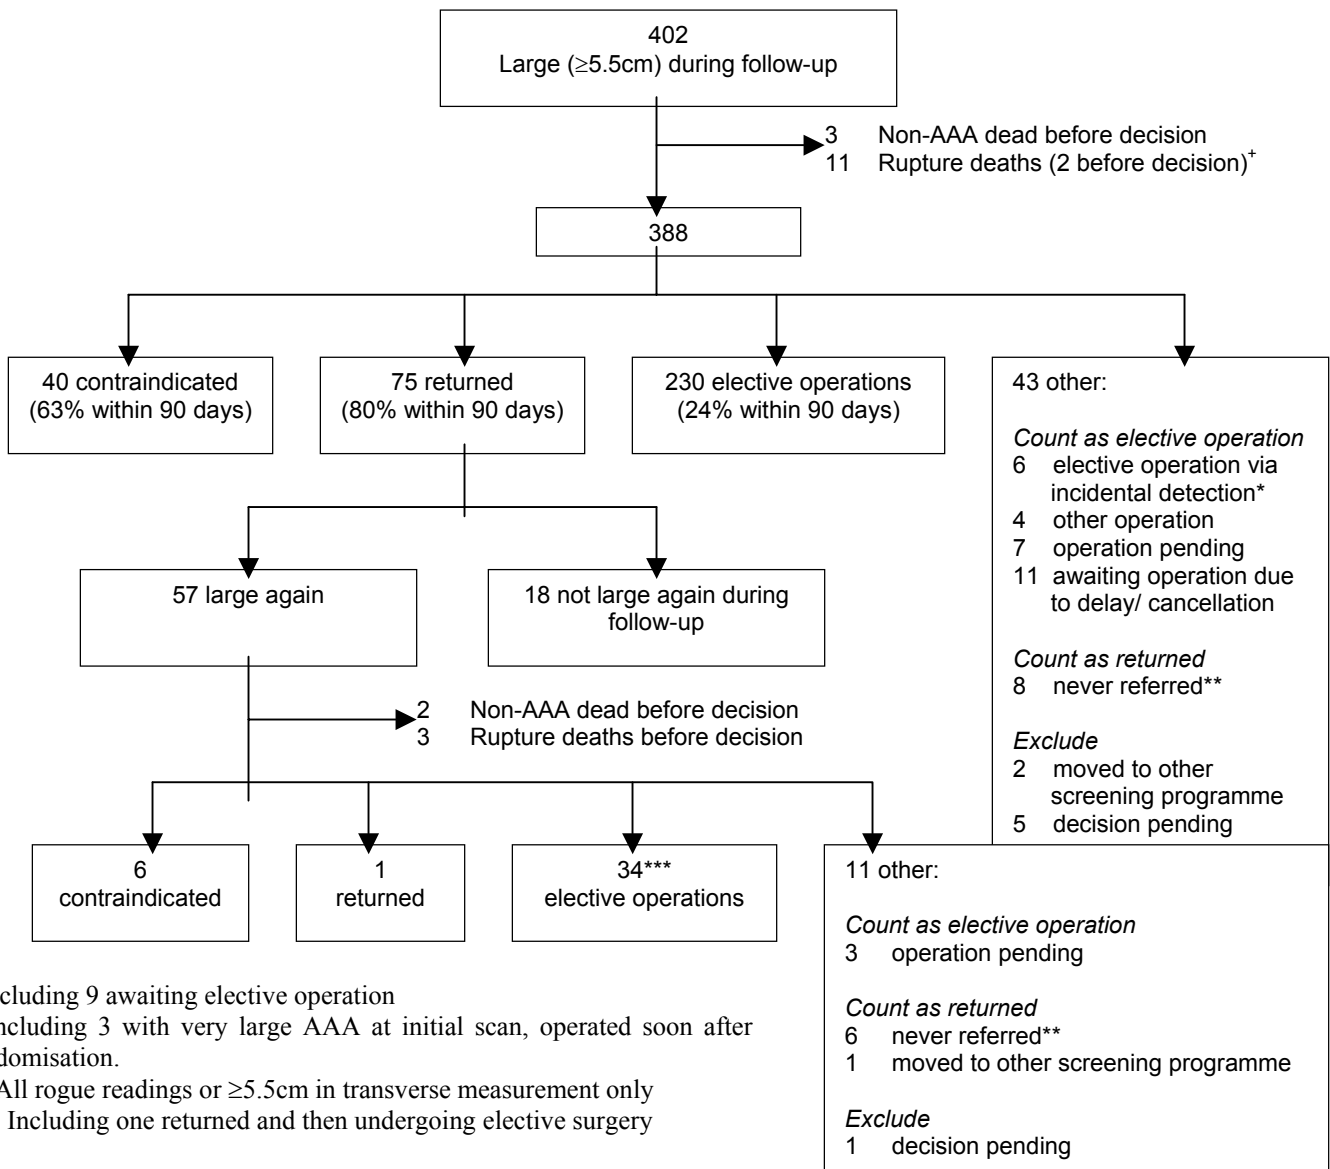 402
Large (≥5.5cm) during follow-up
3 Non-AAA dead before decision
11 Rupture deaths (2 before decision)+
388
40 contraindicated
(63% within 90 days)
75 returned
(80% within 90 days)
230 elective operations
(24% within 90 days)
43 other:
Count as elective operation
6 elective operation via
incidental detection*
4 other operation
7 operation pending
11 awaiting operation due
to delay/ cancellation
Count as returned
8 never referred**
Exclude
2 moved to other
screening programme
5 decision pending
57 large again
18 not large again during
follow-up
2 Non-AAA dead before decision
3 Rupture deaths before decision
6
contraindicated
1
returned
34***
elective operations
11 other:
Count as elective operation
3 operation pending
Count as returned
6 never referred**
1 moved to other screening programme
Exclude
1 decision pending
cluding 9 awaiting elective operation
ncluding 3 with very large AAA at initial scan, operated soon after
domisation.
All rogue readings or ≥5.5cm in transverse measurement only
Including one returned and then undergoing elective surgery